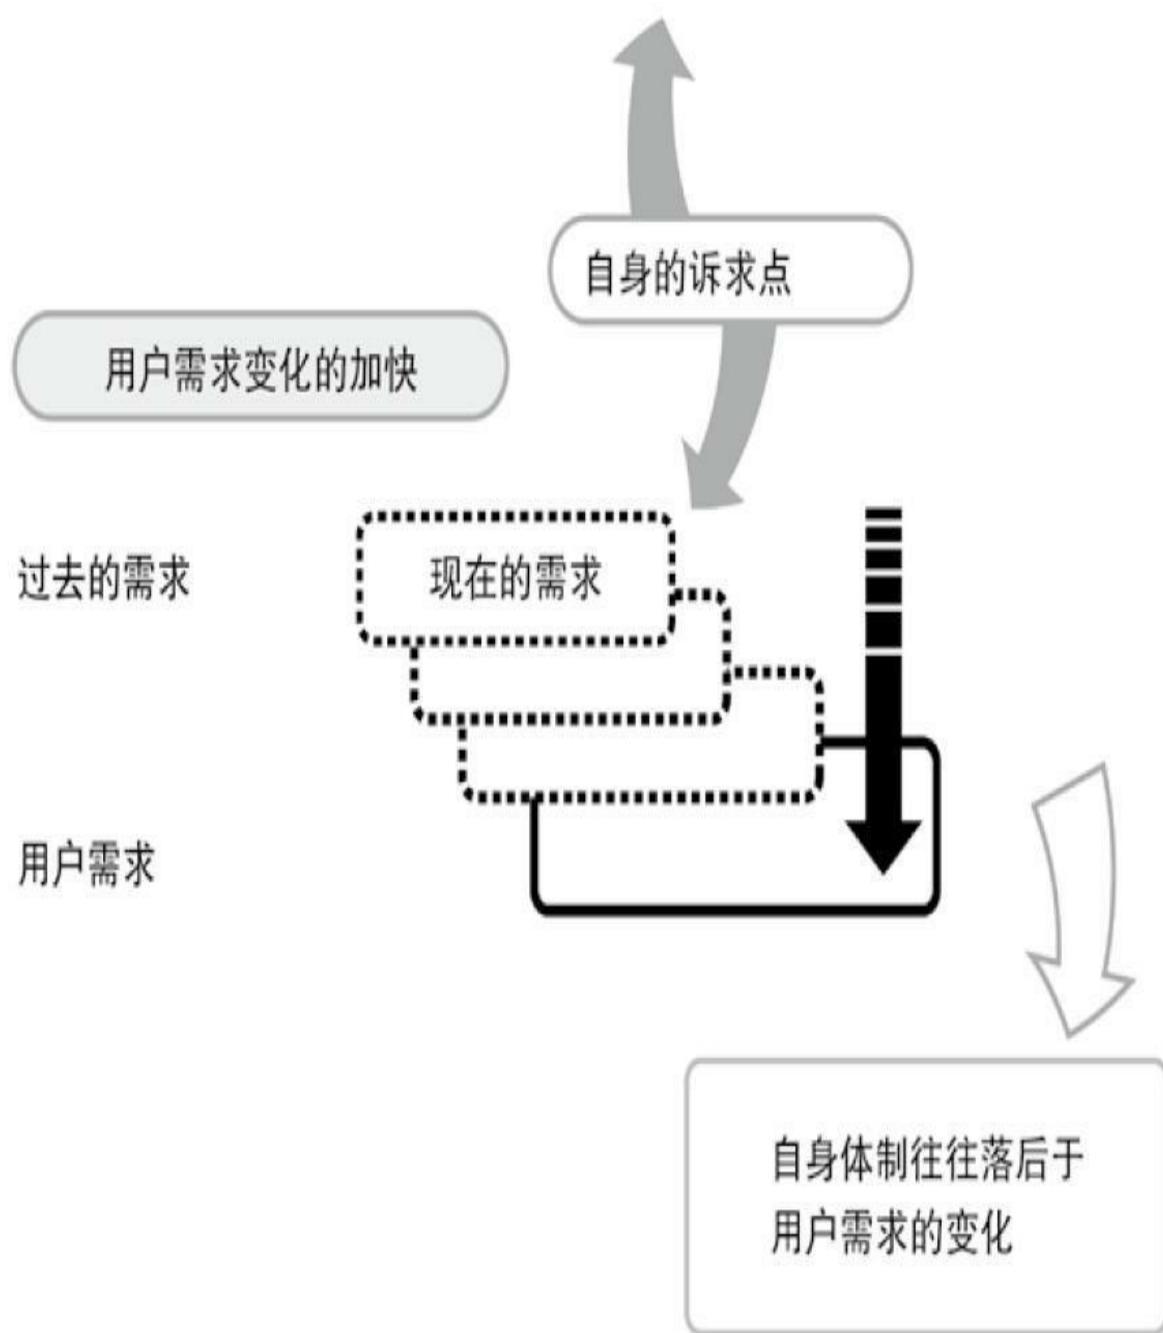 自身的诉求点
用户需求变化的加快
过去的需求
现在的需求
用户需求
自身体制往往落后于
用户需求的变化